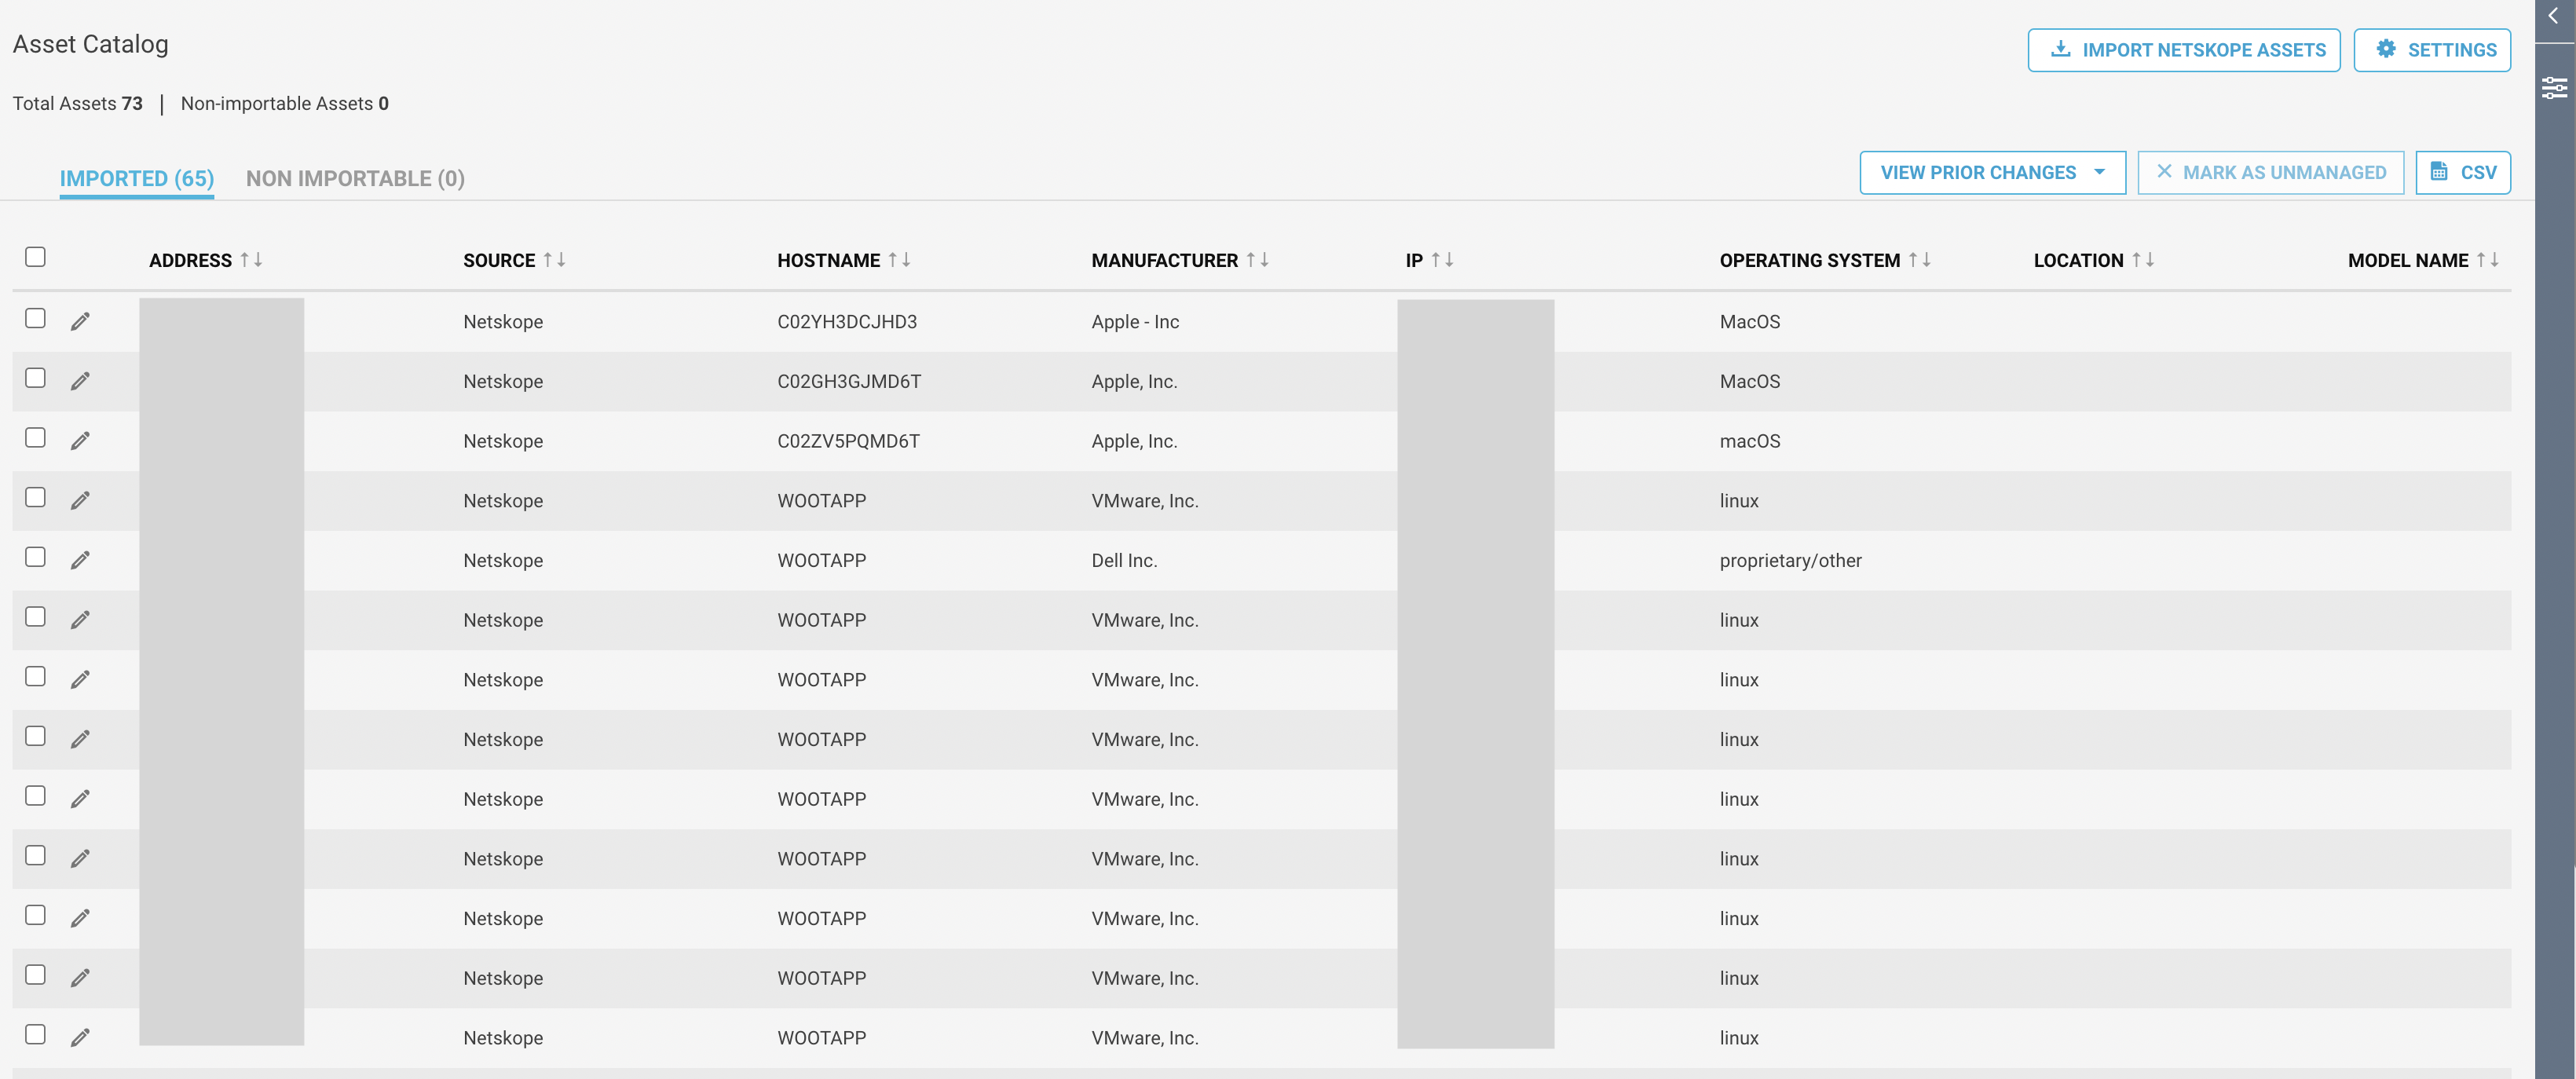 Asset Catalog
IMPORT NETSKOPE ASSETS SETTINGS
Total Assets 73 | Non-importable Assets 0
IMPORTED (65) NON IMPORTABLE (0) VIEW PRIOR CHANGES MARK AS UNMANAGED CSV
ADDRESS SOURCE HOSTNAME MANUFACTURER IP OPERATING SYSTEM LOCATION MODEL NAME
Netskope C02YH3DCJHD3 Apple - Inc MacOS
Netskope C02GH3GJMD6T Apple, Inc. MacOS
Netskope C02ZV5PQMD6T Apple, Inc. macOS
Netskope WOOTAPP VMware, Inc. linux
Netskope WOOTAPP Dell Inc. proprietary/other
Netskope WOOTAPP VMware, Inc. linux
Netskope WOOTAPP VMware, Inc. linux
Netskope WOOTAPP VMware, Inc. linux
Netskope WOOTAPP VMware, Inc. linux
Netskope WOOTAPP VMware, Inc. linux
Netskope WOOTAPP VMware, Inc. linux
Netskope WOOTAPP VMware, Inc. linux
Netskope WOOTAPP VMware, Inc. linux